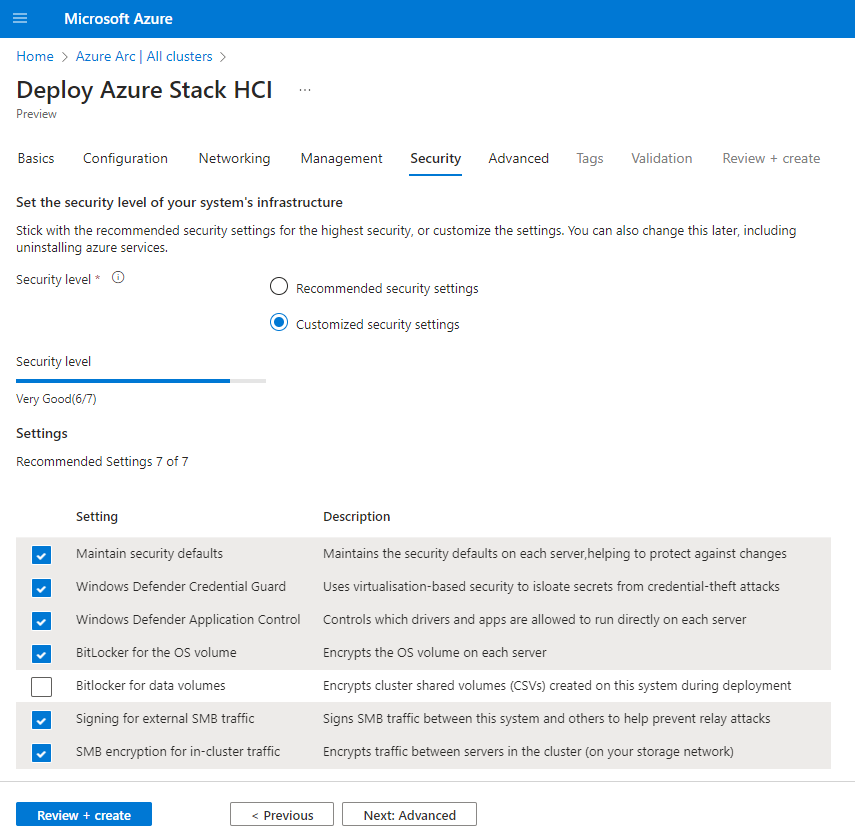 Microsoft Azure
Home > Azure Arc | All clusters >
Deploy Azure Stack HCI ...
Preview
Basics Configuration Networking Management Security Advanced Tags Validation Review + create
Set the security level of your system's infrastructure
Stick with the recommended security settings for the highest security, or customize the settings. You can also change this later, including
uninstalling azure services.
Security level *
Recommended security settings
Customized security settings
Security level
Very Good(6/7)
Settings
Recommended Settings 7 of 7
Setting Description
Maintain security defaults Maintains the security defaults on each server,helping to protect against changes
Windows Defender Credential Guard Uses virtualisation-based security to isloate secrets from credential-theft attacks
Windows Defender Application Control Controls which drivers and apps are allowed to run directly on each server
BitLocker for the OS volume Encrypts the OS volume on each server
Bitlocker for data volumes Encrypts cluster shared volumes (CSVs) created on this system during deployment
Signing for external SMB traffic Signs SMB traffic between this system and others to help prevent relay attacks
SMB encryption for in-cluster traffic Encrypts traffic between servers in the cluster (on your storage network)
Review + create < Previous Next: Advanced